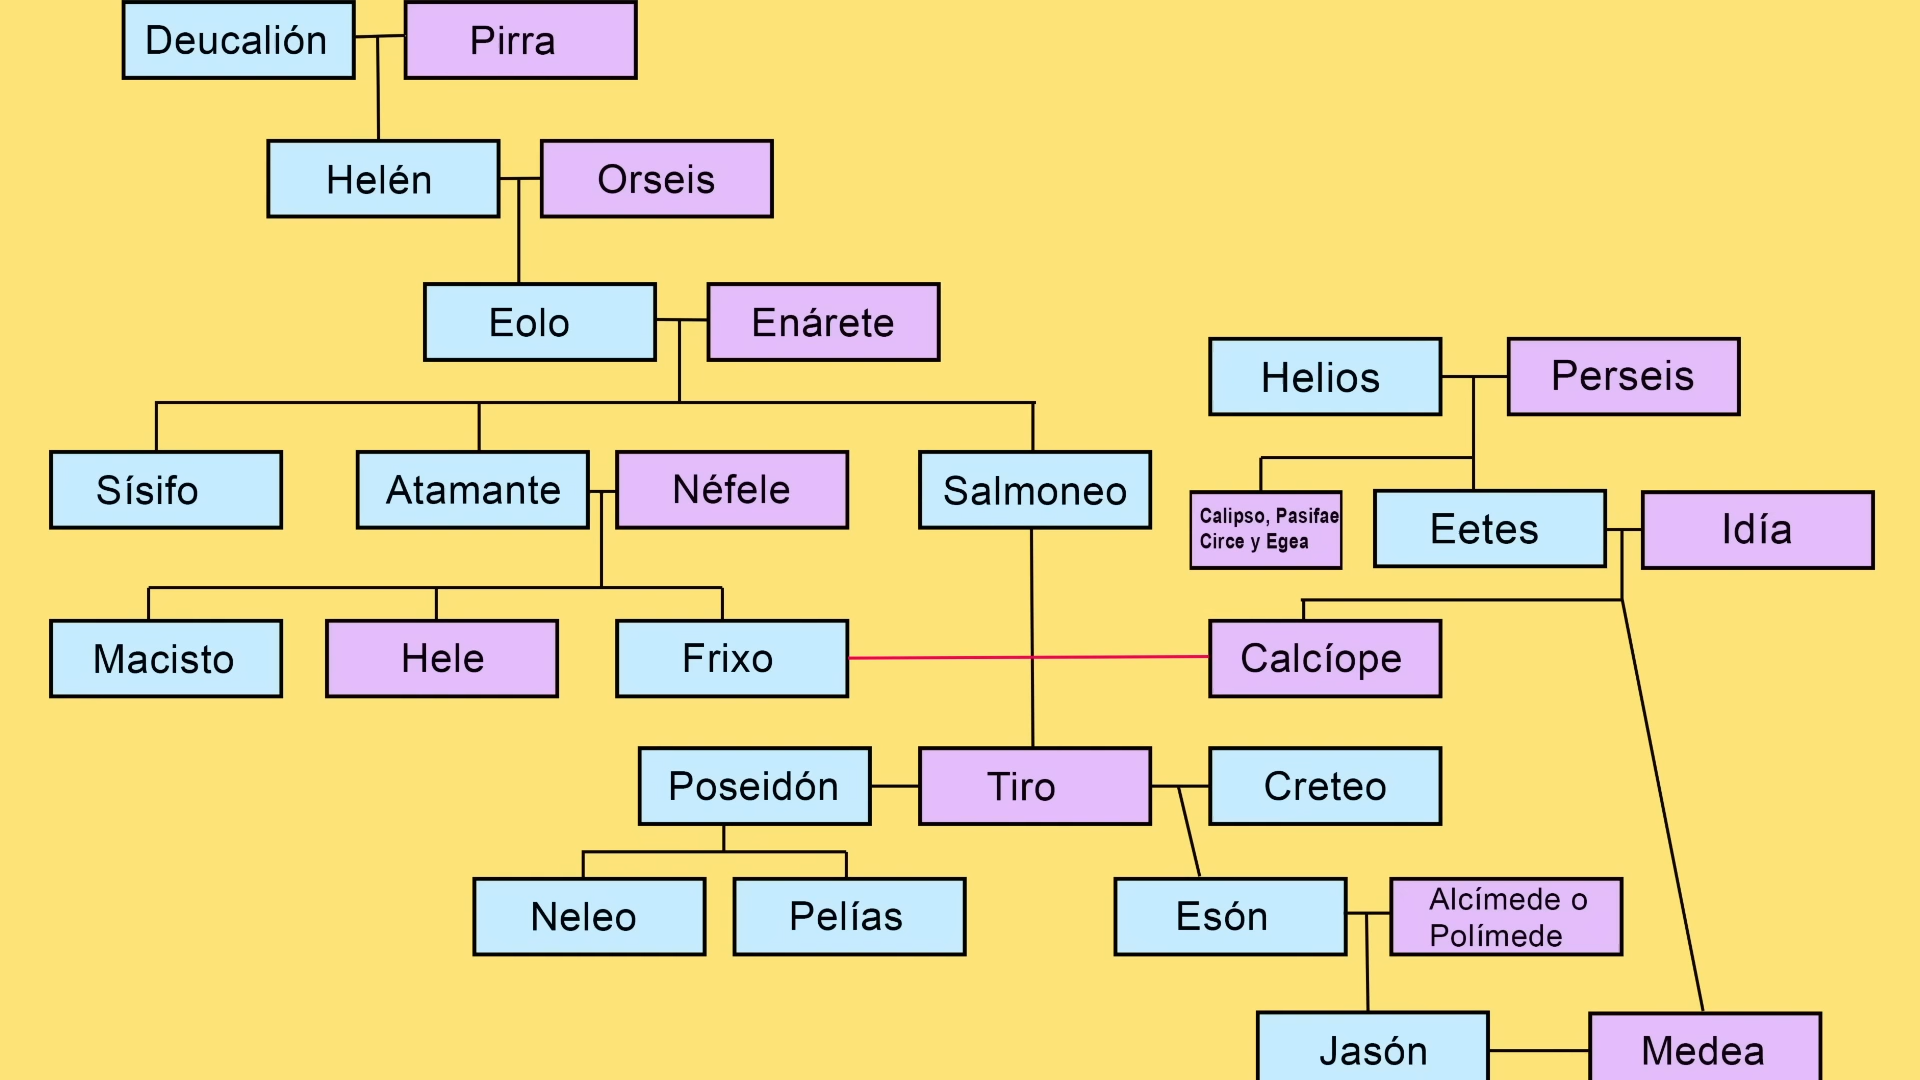 Deucalión
Pirra
Helén
Orseis
Eolo
Enárete
Helios
Perseis
Sísifo
Atamante
Néfele
Salmoneo
Calipso, Pasifae
Circe y Egea
Eetes
Idía
Macisto
Hele
Frixo
Calcíope
Poseidón
Tiro
Creteo
Neleo
Pelías
Esón
Alcímede o
Polímede
Jasón
Medea